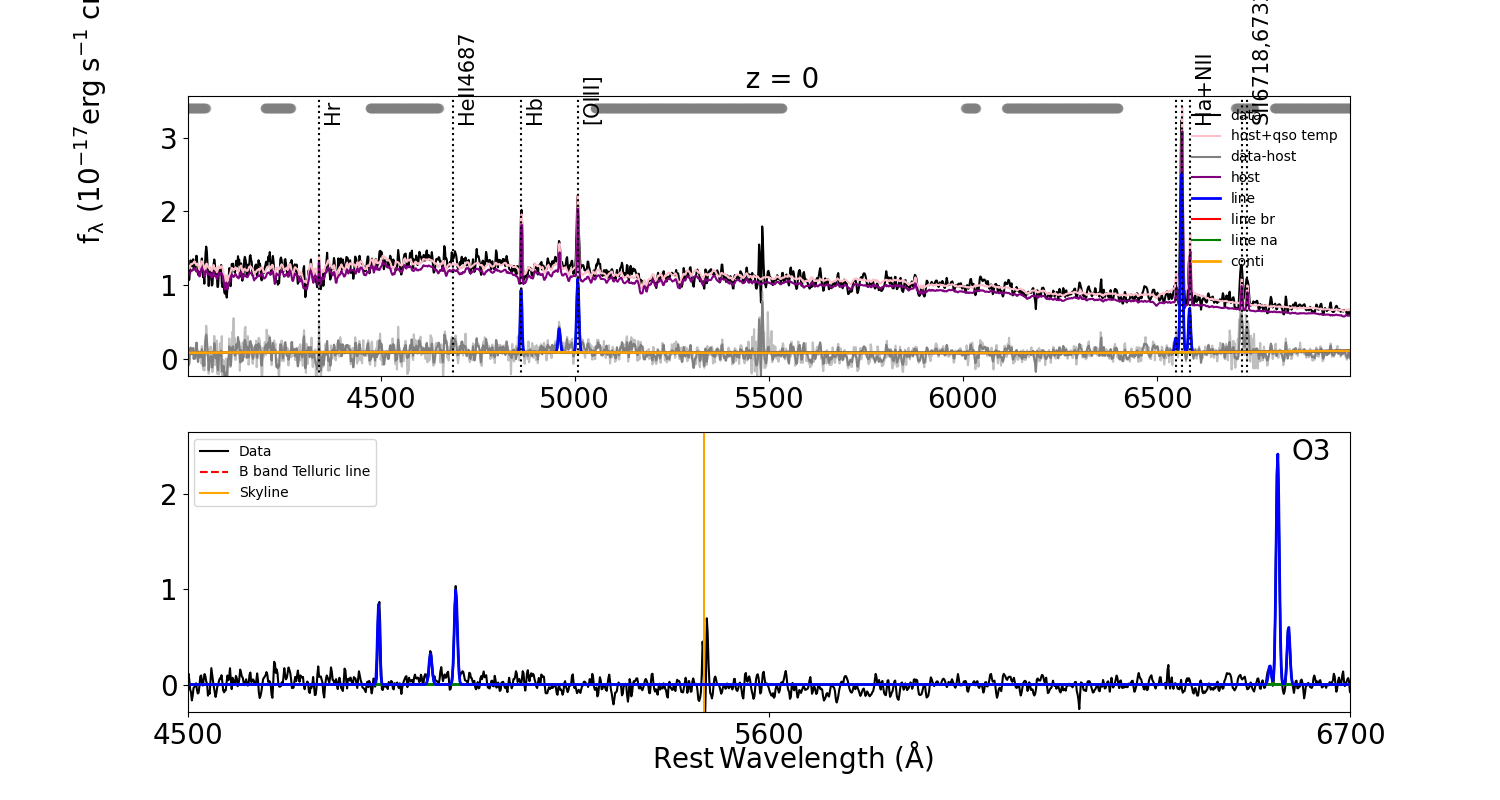 z = 0
f_λ (10^−17 erg s^−1
Hr
HeII4687
Hb
[OIII]
Ha+NII
SII6718,673
data
host+qso temp
data-host
host
line
line br
line na
conti
3
2
1
0
4500
5000
5500
6000
6500
Data
B band Telluric line
Skyline
O3
2
1
0
4500
5600
6700
Rest Wavelength (Å)